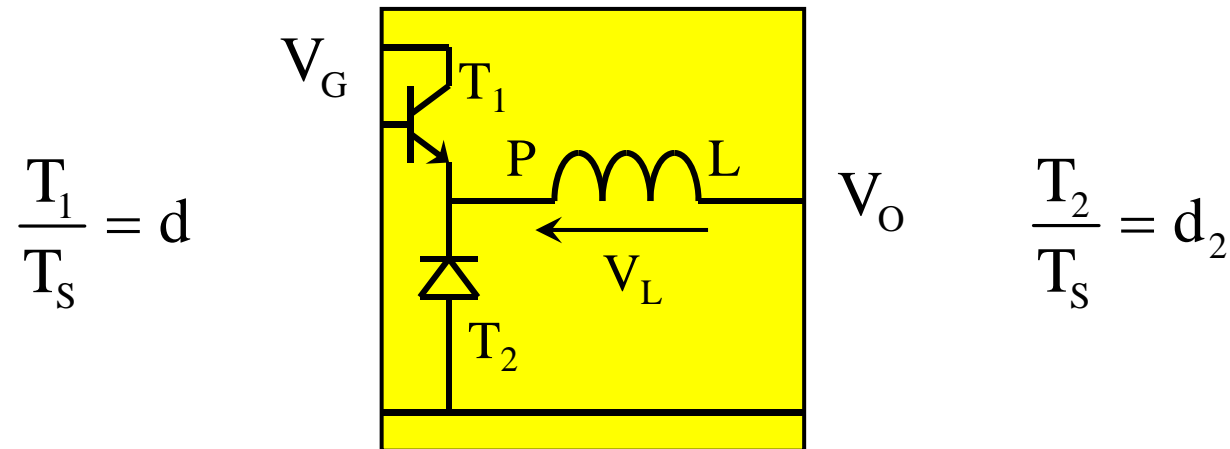 V_G
T_1
P L
V_L
V_O
T_2
T_1/T_S = d
T_2/T_S = d_2